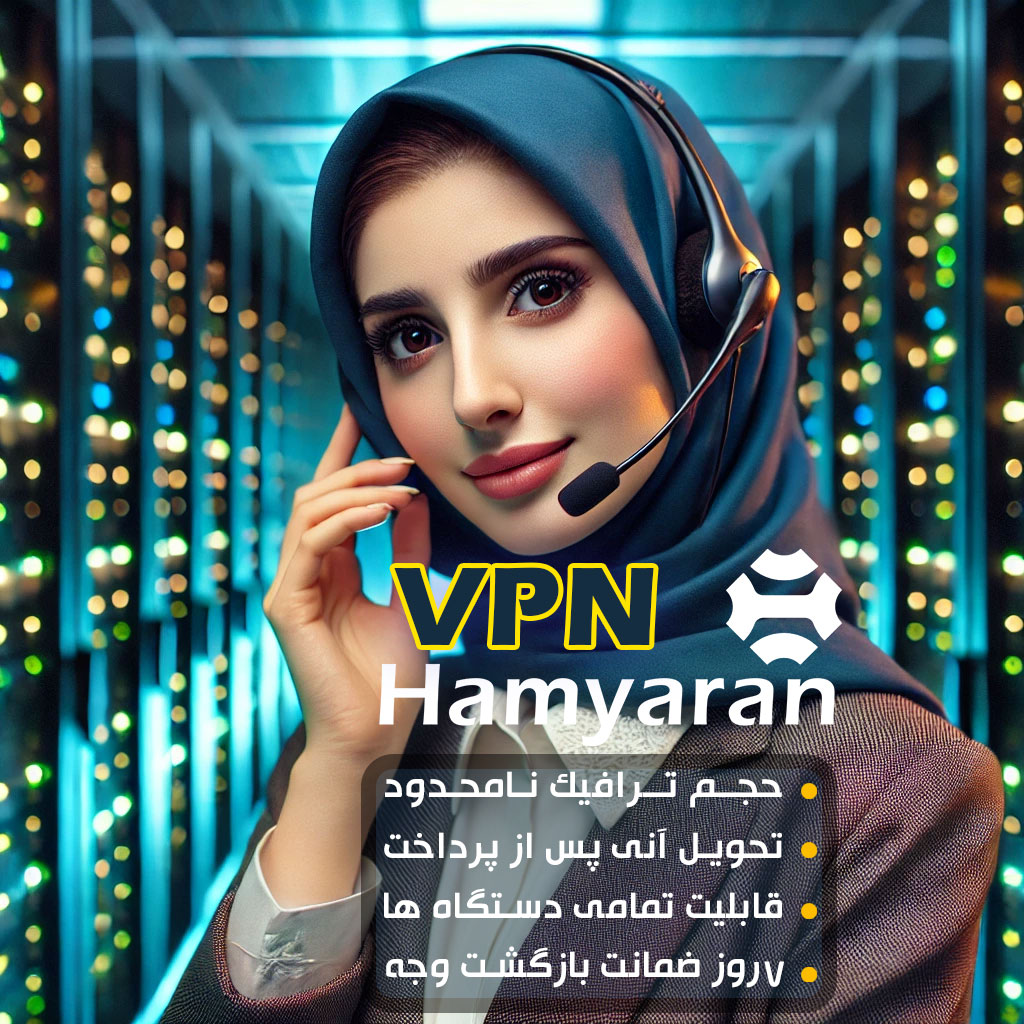 VPN
Hamyaran
حجم ترافیک نامحدود
تحویل آنی پس از پرداخت
قابلیت تمامی دستگاه ها
۷روز ضمانت بازگشت وجه